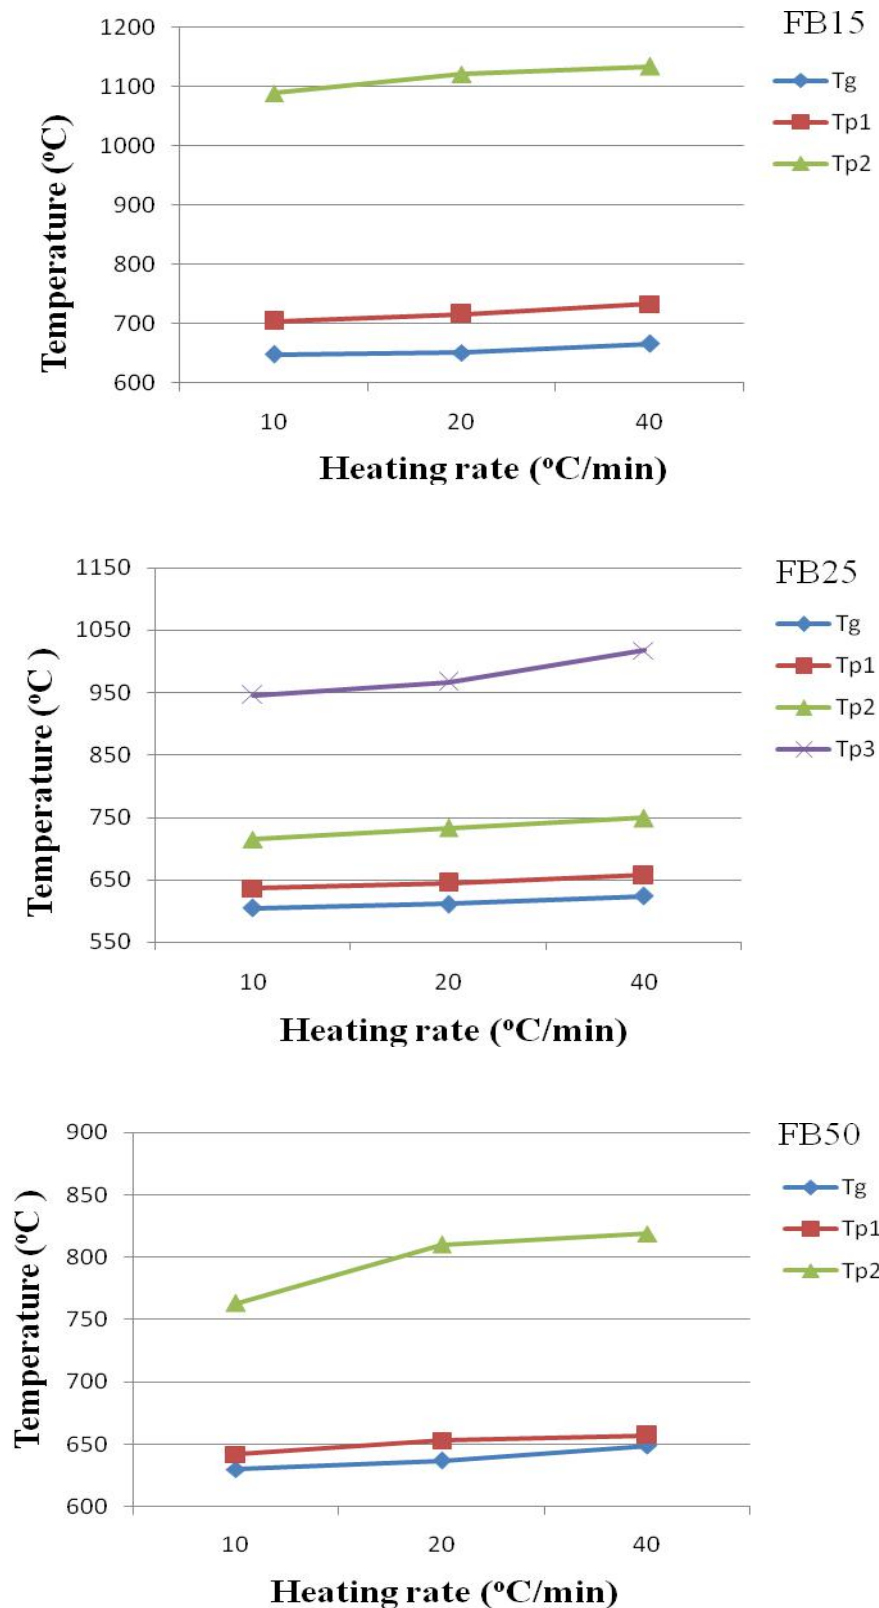 FB15
1200
1100
1000
900
800
700
600
Temperature (°C)
Tg
Tp1
Tp2
10 20 40
Heating rate (°C/min)
FB25
1150
1050
950
850
750
650
550
Temperature (°C )
Tg
Tp1
Tp2
Tp3
10 20 40
Heating rate (°C/min)
FB50
900
850
800
750
700
650
600
Temperature (°C )
Tg
Tp1
Tp2
10 20 40
Heating rate (°C/min)